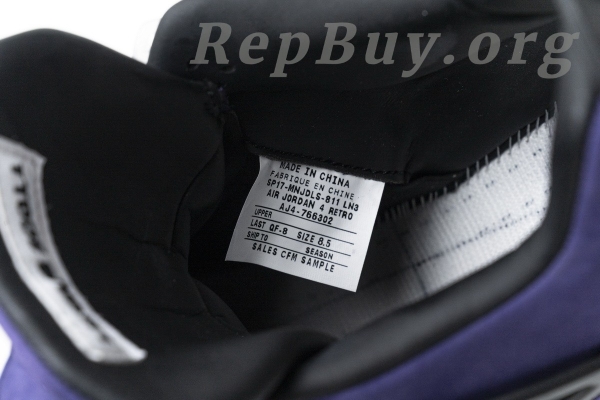 RepBuy.org
MADE IN CHINA
FABRIQUE EN CHINE
SP17-MNJDLS-811 LN3
AIR JORDAN 4 RETRO
AJ4-766302
UPPER
LAST QF-8 SIZE 8.5
SHIP TO SEASON
SALES CFM SAMPLE